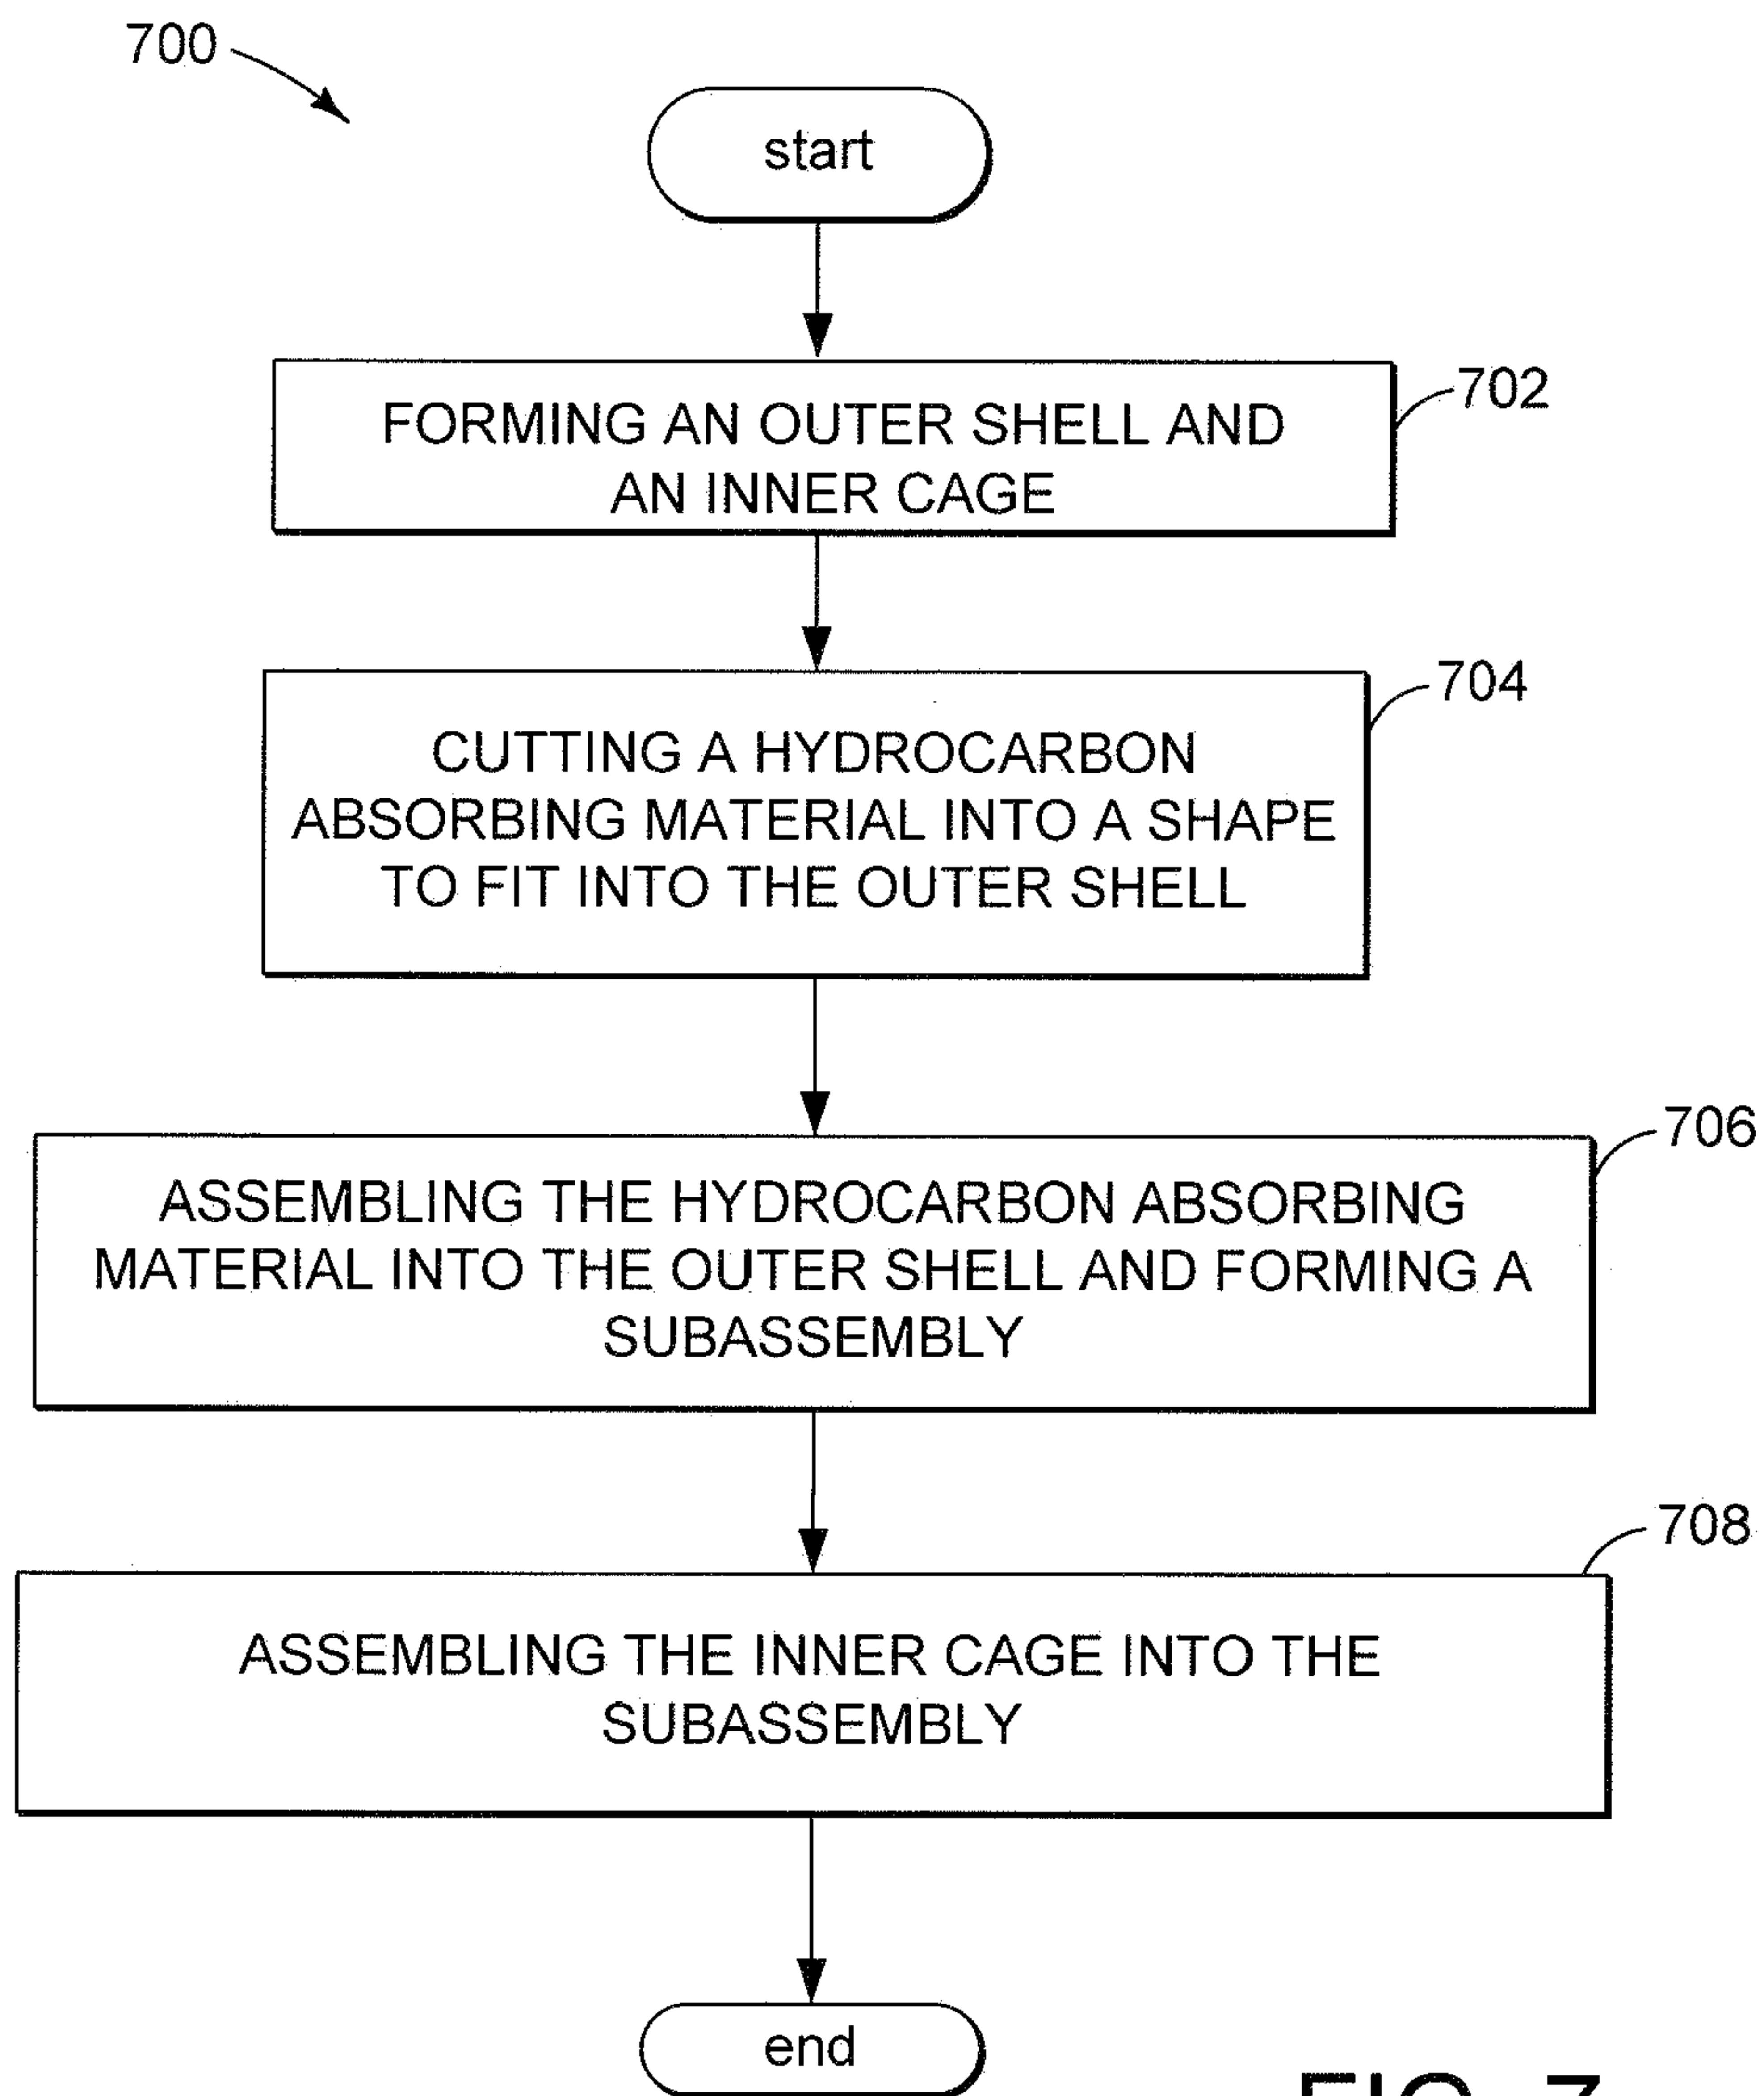 700
start
702
FORMING AN OUTER SHELL AND
AN INNER CAGE
704
CUTTING A HYDROCARBON
ABSORBING MATERIAL INTO A SHAPE
TO FIT INTO THE OUTER SHELL
706
ASSEMBLING THE HYDROCARBON ABSORBING
MATERIAL INTO THE OUTER SHELL AND FORMING A
SUBASSEMBLY
708
ASSEMBLING THE INNER CAGE INTO THE
SUBASSEMBLY
end
FIG. 7